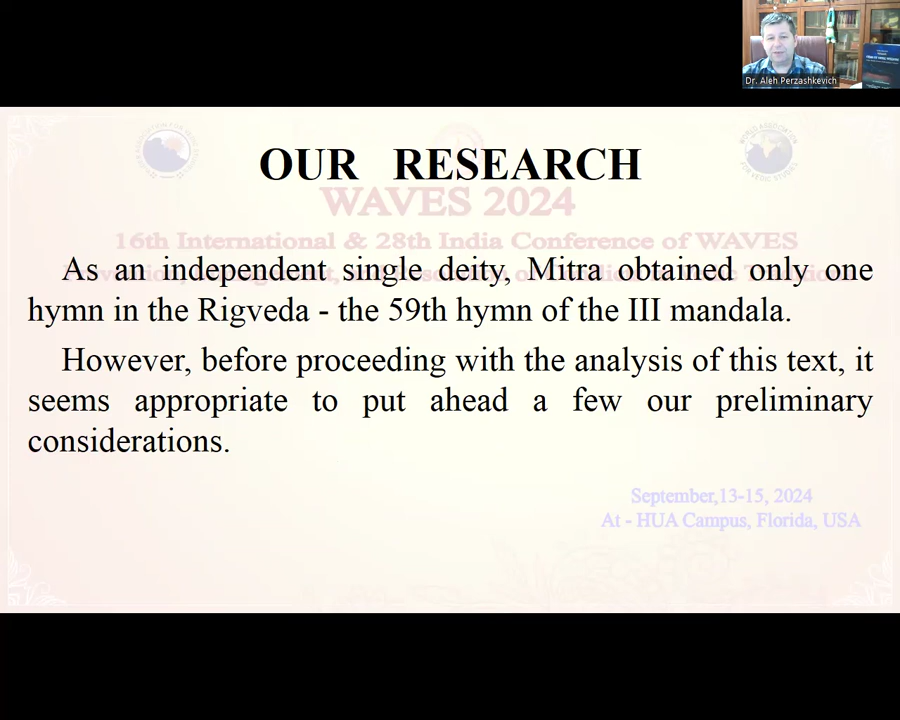 Dr. Aleh Perzashkevich
OUR RESEARCH
WAVES 2024
16th International & 28th India Conference of WAVES
As an independent single deity, Mitra obtained only one
hymn in the Rigveda - the 59th hymn of the III mandala.
However, before proceeding with the analysis of this text, it
seems appropriate to put ahead a few our preliminary
considerations.
September,13-15, 2024
At - HUA Campus, Florida, USA